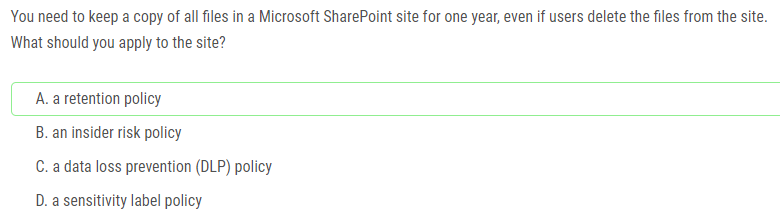 You need to keep a copy of all files in a Microsoft SharePoint site for one year, even if users delete the files from the site.
What should you apply to the site?
A. a retention policy
B. an insider risk policy
C. a data loss prevention (DLP) policy
D. a sensitivity label policy